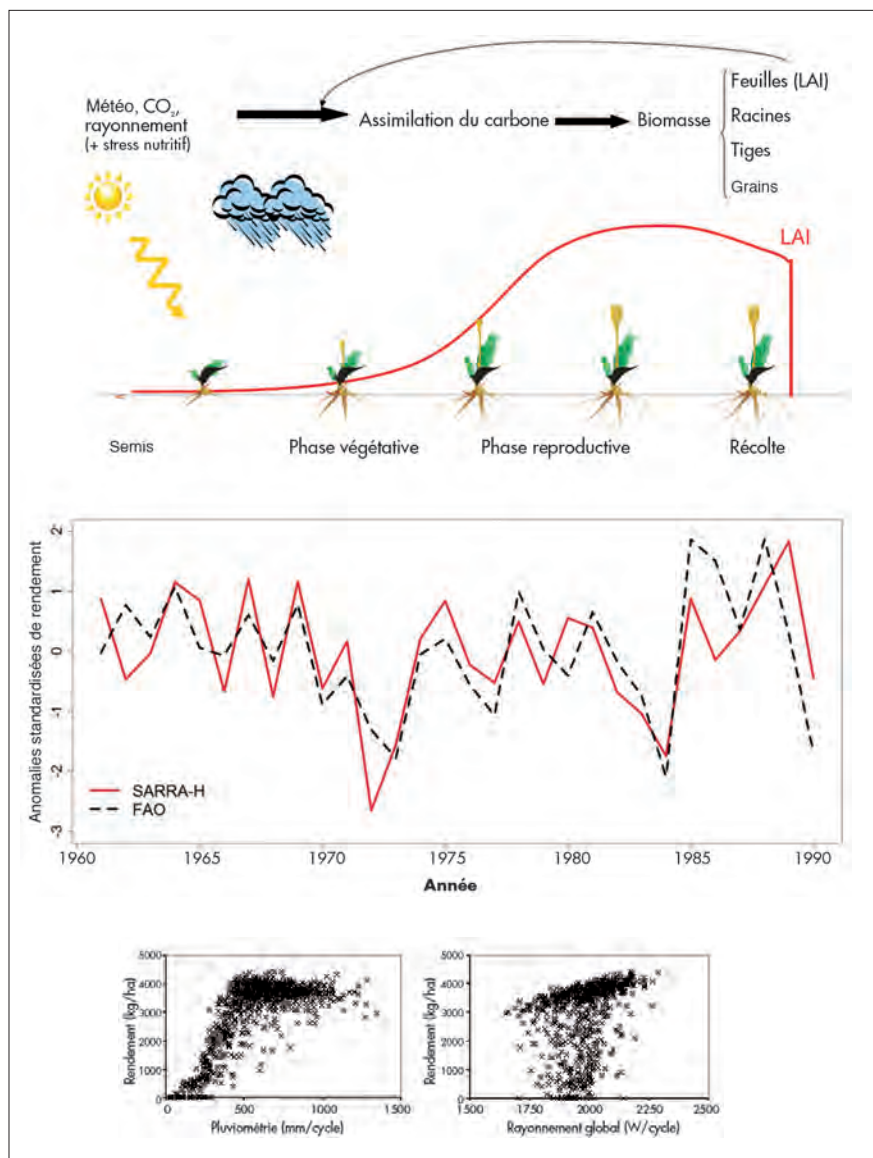 Météo, CO₂,
rayonnement
(+ stress nutritif)
Assimilation du carbone
Biomasse
Feuilles (LAI)
Racines
Tiges
Grains
LAI
Semis
Phase végétative
Phase reproductive
Récolte
Anomalies standardisées de rendement
2
1
0
-1
-2
-3
SARRA-H
FAO
1960
1965
1970
1975
1980
1985
1990
Année
Rendement (kg/ha)
5000
4000
3000
2000
1000
0
0
500
1000
1500
Pluviométrie (mm/cycle)
Rendement (kg/ha)
5000
4000
3000
2000
1000
0
1500
1750
2000
2250
2500
Rayonnement global (W/cycle)